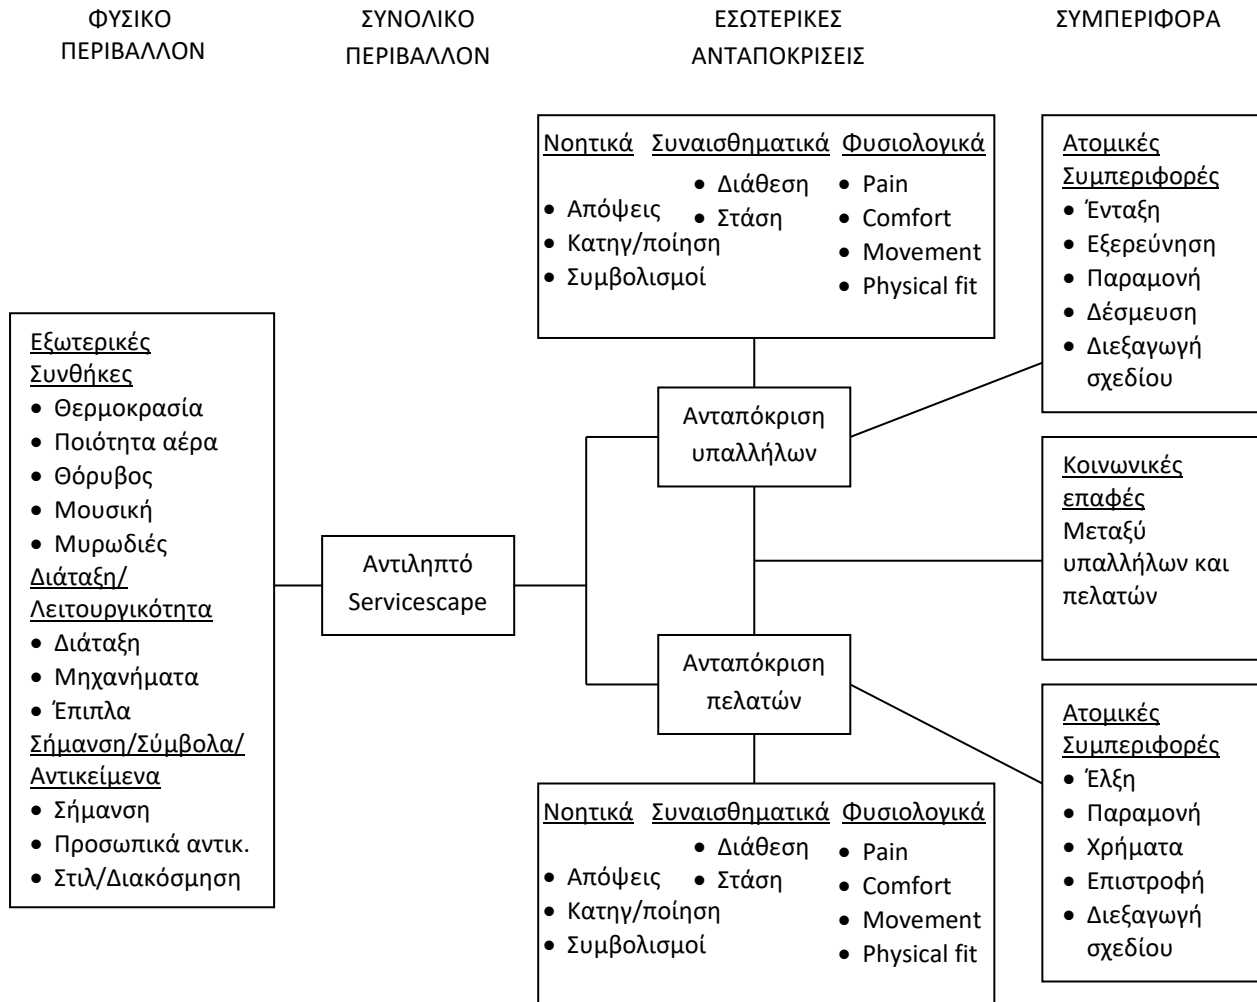 ΦΥΣΙΚΟ
ΠΕΡΙΒΑΛΛΟΝ
ΣΥΝΟΛΙΚΟ
ΠΕΡΙΒΑΛΛΟΝ
ΕΣΩΤΕΡΙΚΕΣ
ΑΝΤΑΠΟΚΡΙΣΕΙΣ
ΣΥΜΠΕΡΙΦΟΡΑ
Εξωτερικές
Συνθήκες
• Θερμοκρασία
• Ποιότητα αέρα
• Θόρυβος
• Μουσική
• Μυρωδιές
Διάταξη/
Λειτουργικότητα
• Διάταξη
• Μηχανήματα
• Έπιπλα
Σήμανση/Σύμβολα/
Αντικείμενα
• Σήμανση
• Προσωπικά αντικ.
• Στιλ/Διακόσμηση
Αντιληπτό
Servicescape
Νοητικά
• Απόψεις
• Κατηγ/ποίηση
• Συμβολισμοί
Συναισθηματικά
• Διάθεση
• Στάση
Φυσιολογικά
• Pain
• Comfort
• Movement
• Physical fit
Ανταπόκριση
υπαλλήλων
Ανταπόκριση
πελατών
Νοητικά
• Απόψεις
• Κατηγ/ποίηση
• Συμβολισμοί
Συναισθηματικά
• Διάθεση
• Στάση
Φυσιολογικά
• Pain
• Comfort
• Movement
• Physical fit
Ατομικές
Συμπεριφορές
• Ένταξη
• Εξερεύνηση
• Παραμονή
• Δέσμευση
• Διεξαγωγή
σχεδίου
Κοινωνικές
επαφές
Μεταξύ
υπαλλήλων και
πελατών
Ατομικές
Συμπεριφορές
• Έλξη
• Παραμονή
• Χρήματα
• Επιστροφή
• Διεξαγωγή
σχεδίου